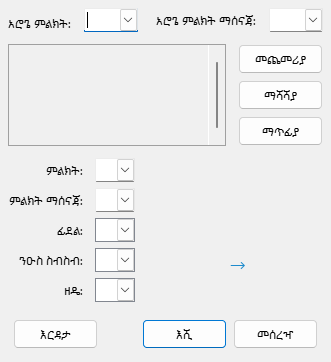 አሮጌ ምልክት: አሮጌ ምልክት ማሰናጃ:
መጨመሪያ
ማሻሻያ
ማጥፊያ
ምልክት:
ምልክት ማሰናጃ:
ፊደል:
ንዑስ ስብስብ:
ዘዴ:
እርዳታ እሺ መሰረዣ